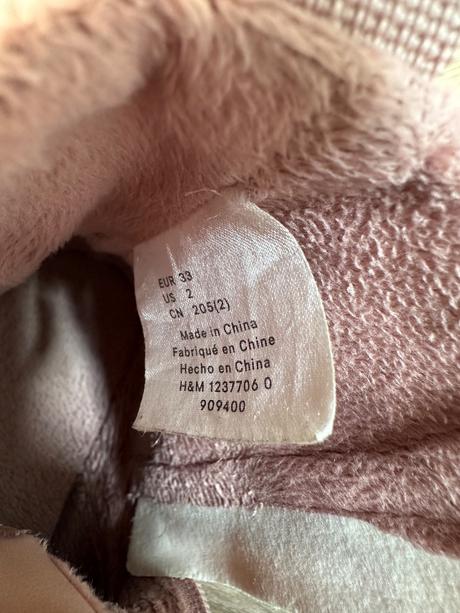 EUR 33
US 2
CN 205(2)
Made in China
Fabriqué en Chine
Hecho en China
H&M 1237706 0
909400